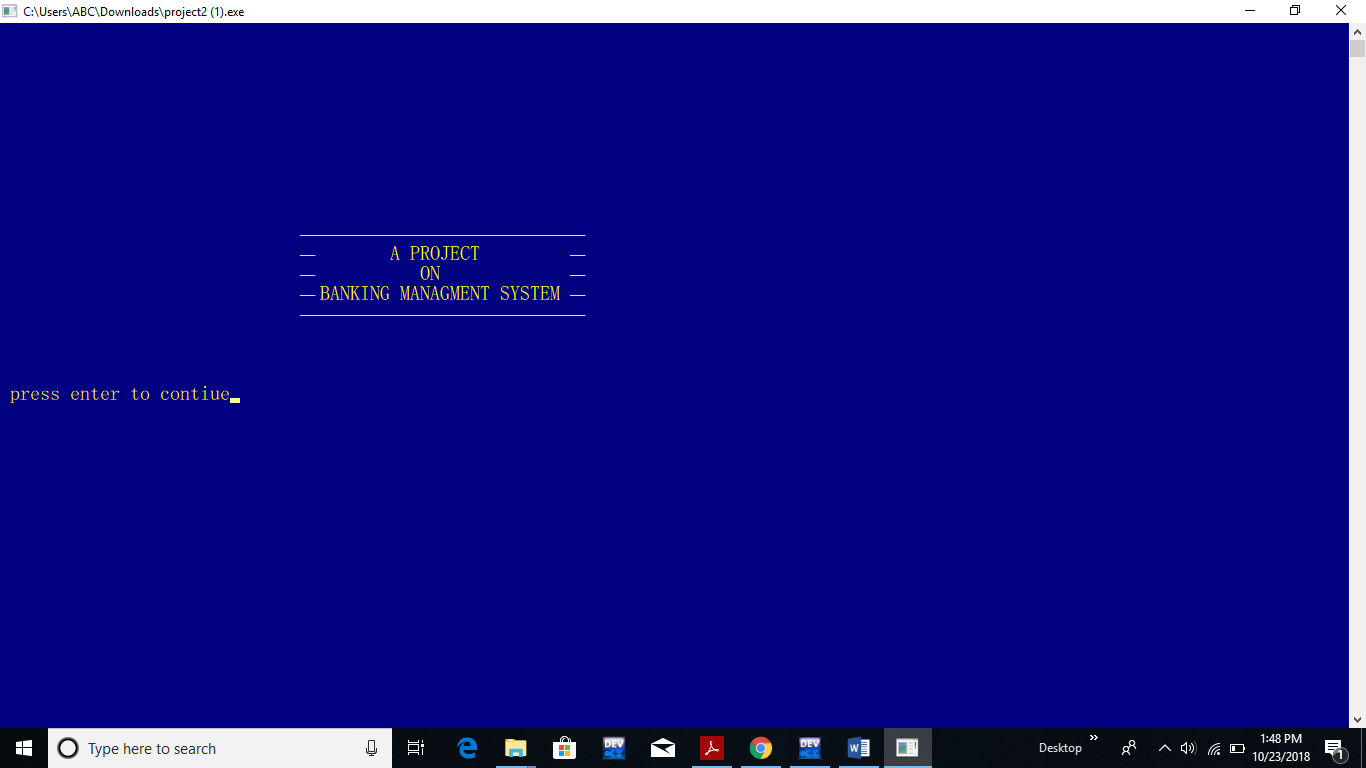 C:\Users\ABC\Downloads\project2 (1).exe
A PROJECT
ON
BANKING MANAGMENT SYSTEM
press enter to contiue
Type here to search
DEV
DEV
Desktop
1:48 PM
10/23/2018
1